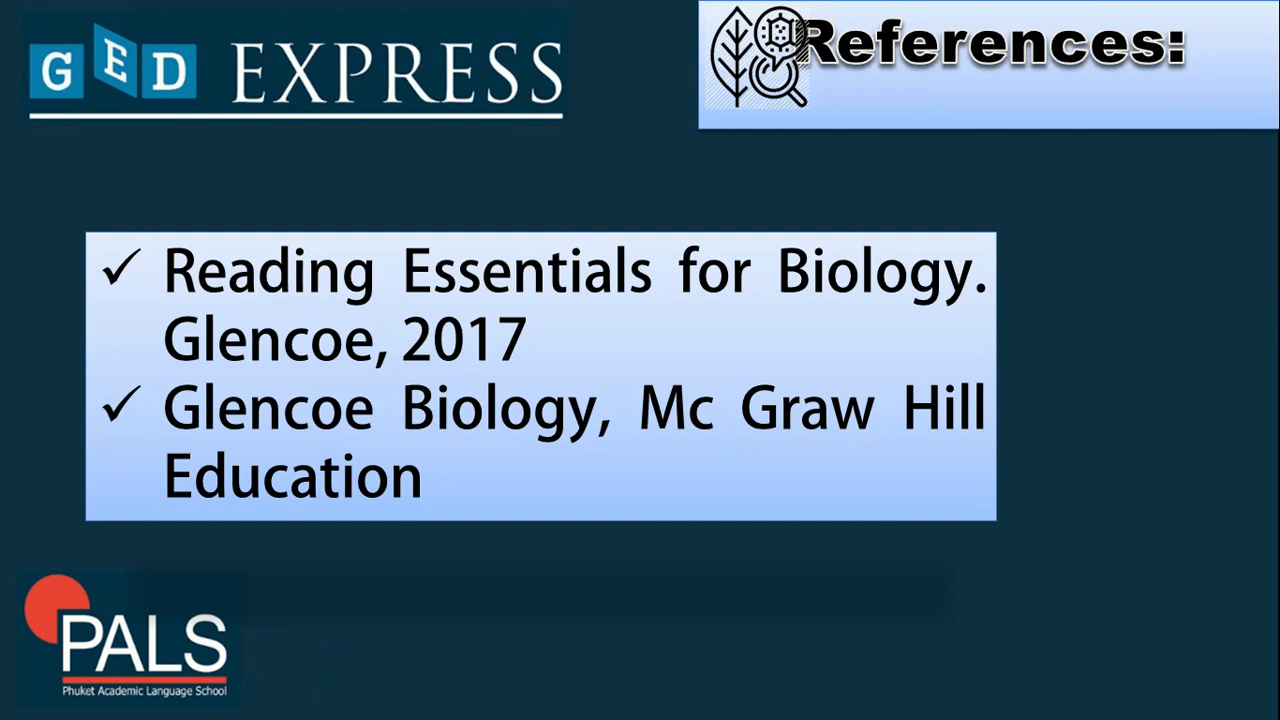 GED EXPRESS
References:
✓ Reading Essentials for Biology.
Glencoe, 2017
✓ Glencoe Biology, Mc Graw Hill
Education
PALS
Phuket Academic Language School